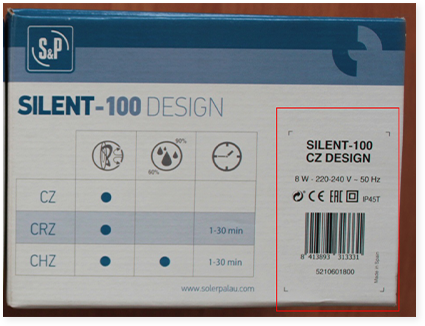 S&P
SILENT-100 DESIGN
90%
60%
CZ
CRZ
1-30 min
CHZ
1-30 min
www.solerpalau.com
SILENT-100
CZ DESIGN
8 W - 220-240 V ~ 50 Hz
CE EAC IP45T
8 413893 313331
5210601800
Made in Spain